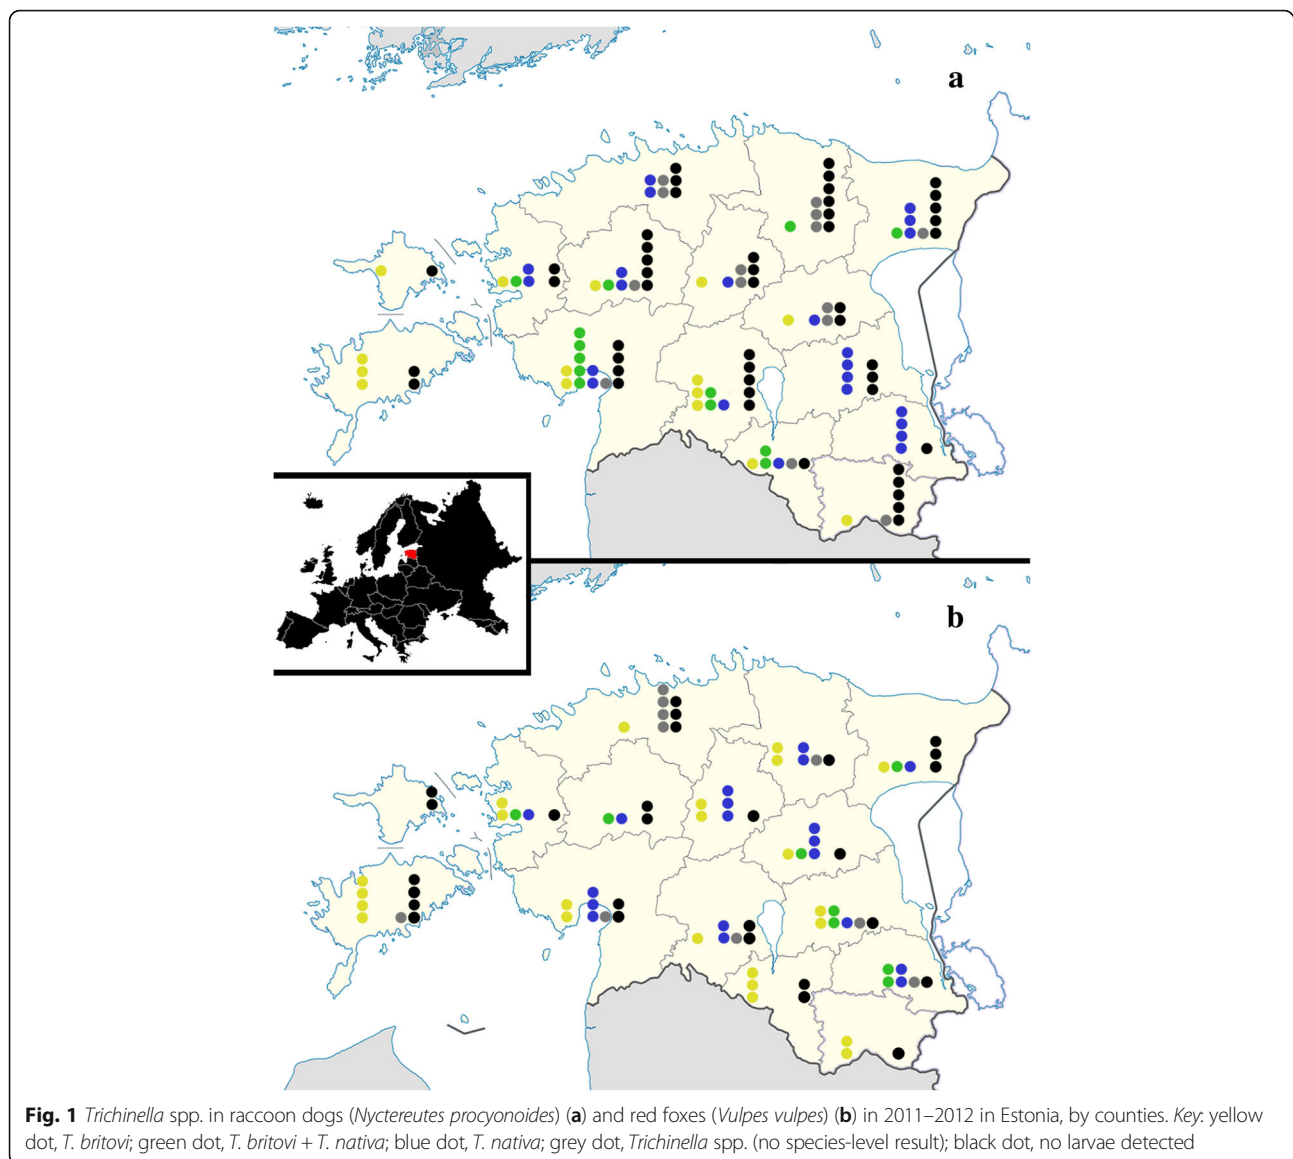 a
b
Fig. 1 Trichinella spp. in raccoon dogs (Nyctereutes procyonoides) (a) and red foxes (Vulpes vulpes) (b) in 2011–2012 in Estonia, by counties. Key: yellow
dot, T. britovi; green dot, T. britovi + T. nativa; blue dot, T. nativa; grey dot, Trichinella spp. (no species-level result); black dot, no larvae detected